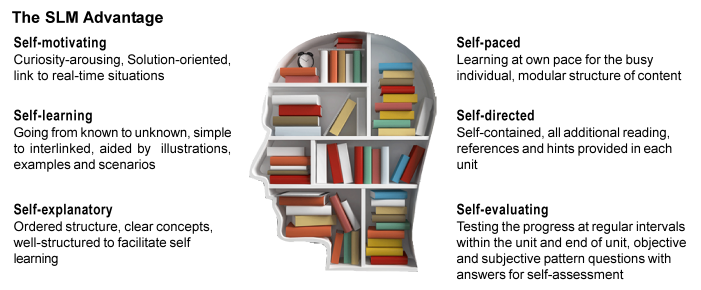 The SLM Advantage
Self-motivating
Curiosity-arousing, Solution-oriented,
link to real-time situations
Self-learning
Going from known to unknown, simple
to interlinked, aided by illustrations,
examples and scenarios
Self-explanatory
Ordered structure, clear concepts,
well-structured to facilitate self
learning
Self-paced
Learning at own pace for the busy
individual, modular structure of content
Self-directed
Self-contained, all additional reading,
references and hints provided in each
unit
Self-evaluating
Testing the progress at regular intervals
within the unit and end of unit, objective
and subjective pattern questions with
answers for self-assessment